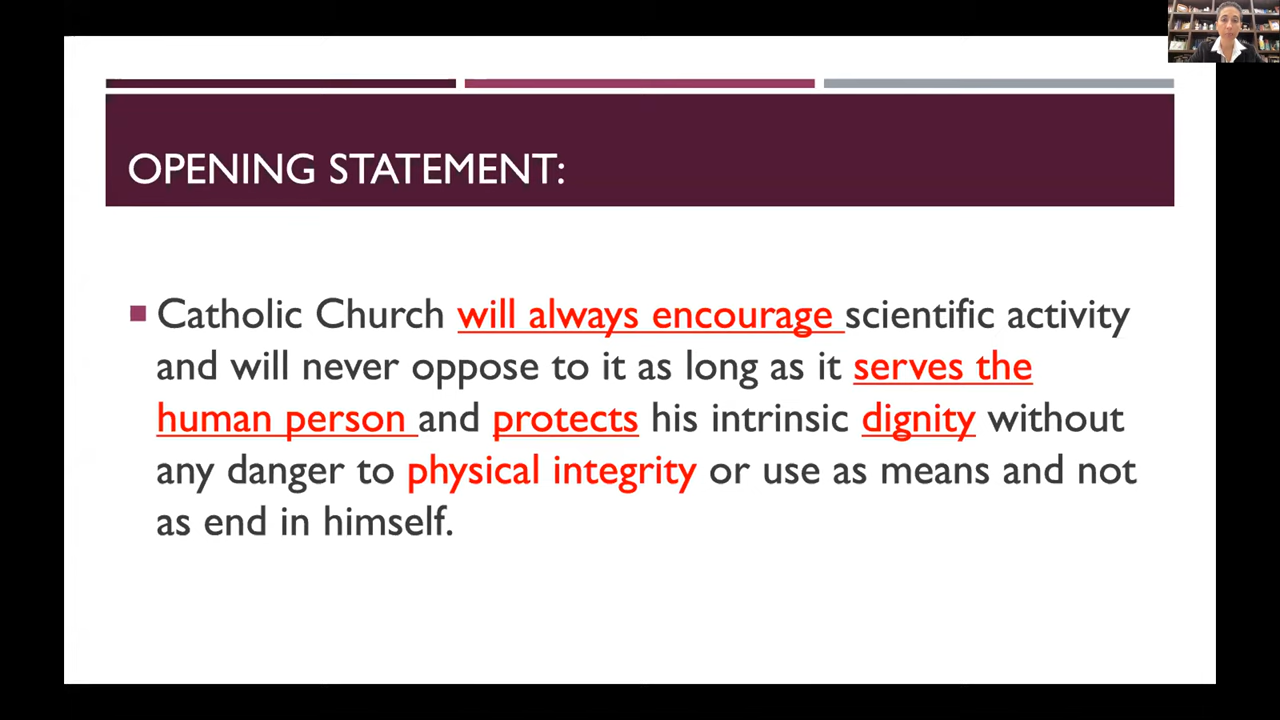 OPENING STATEMENT:
Catholic Church will always encourage scientific activity
and will never oppose to it as long as it serves the
human person and protects his intrinsic dignity without
any danger to physical integrity or use as means and not
as end in himself.